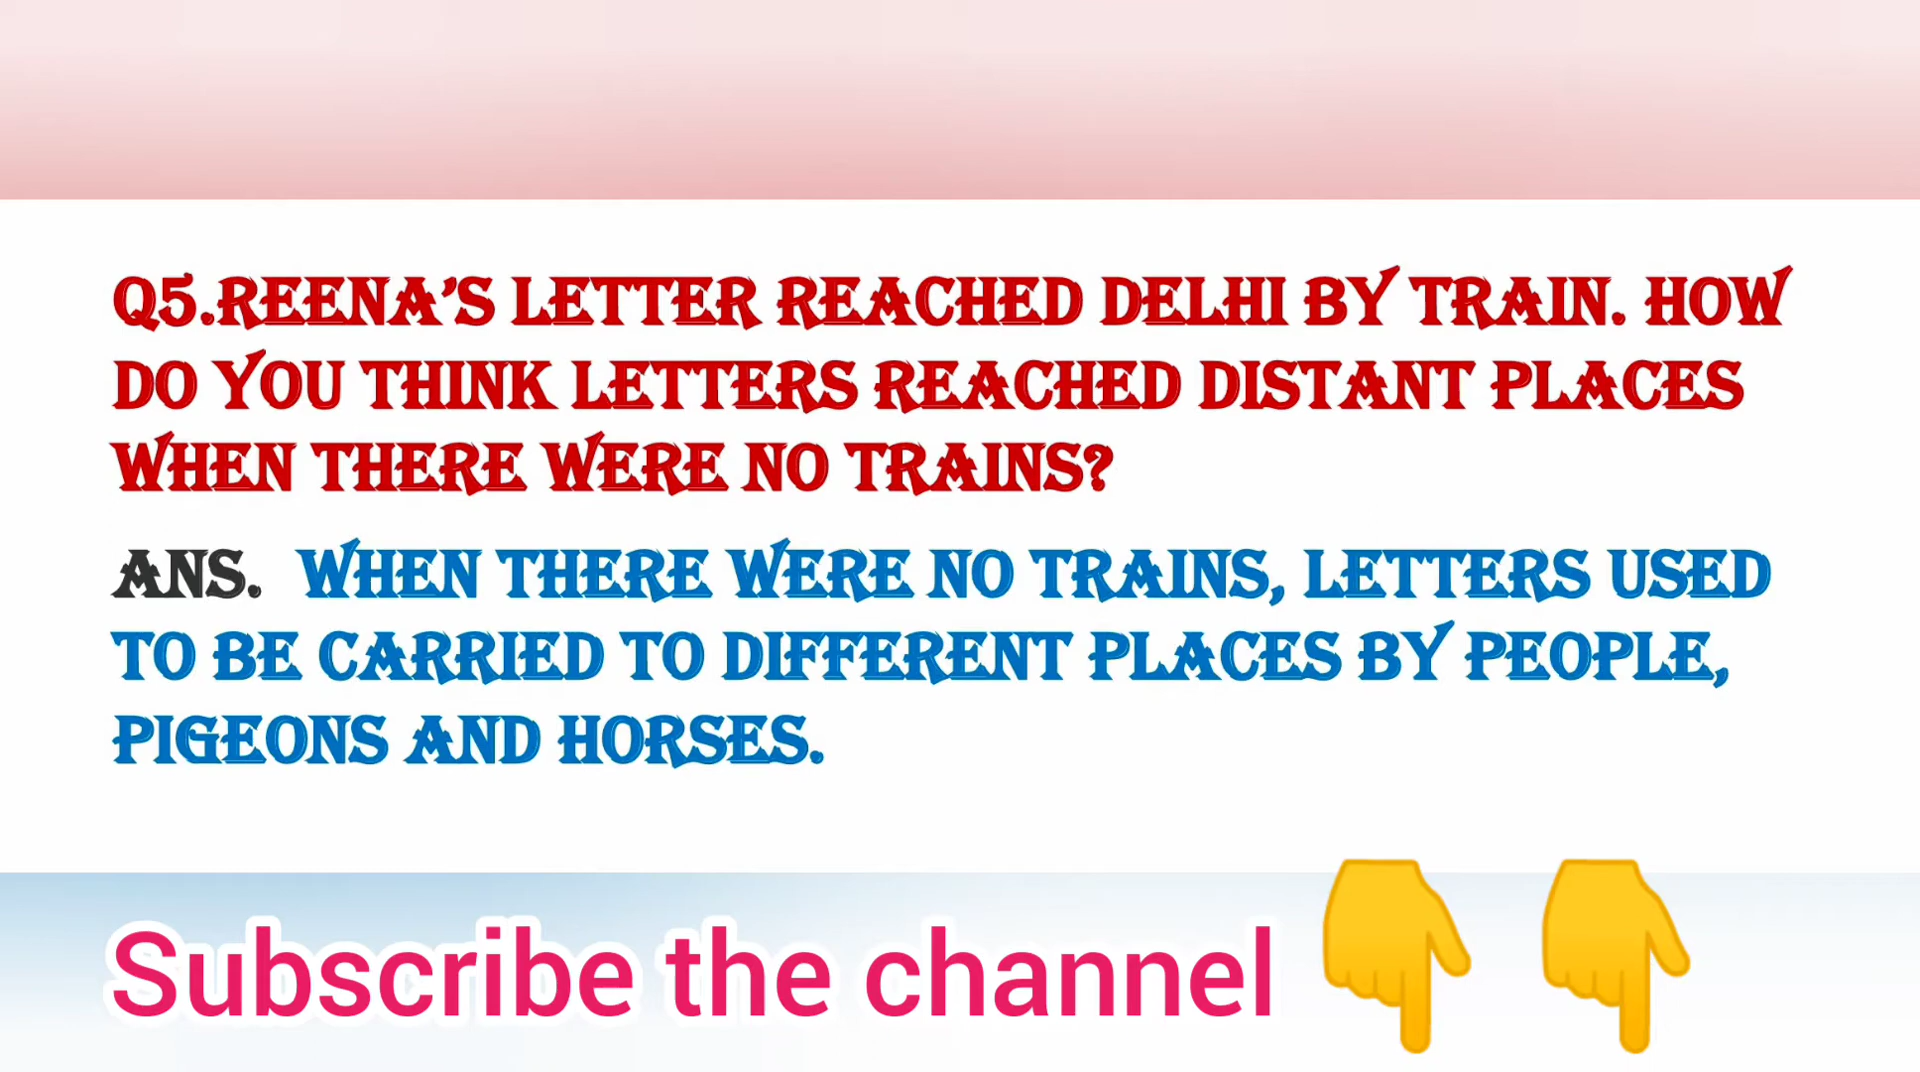 Q5.REENA'S LETTER REACHED DELHI BY TRAIN. HOW
DO YOU THINK LETTERS REACHED DISTANT PLACES
WHEN THERE WERE NO TRAINS?
ANS. WHEN THERE WERE NO TRAINS, LETTERS USED
TO BE CARRIED TO DIFFERENT PLACES BY PEOPLE,
PIGEONS AND HORSES.
Subscribe the channel 👇 👇